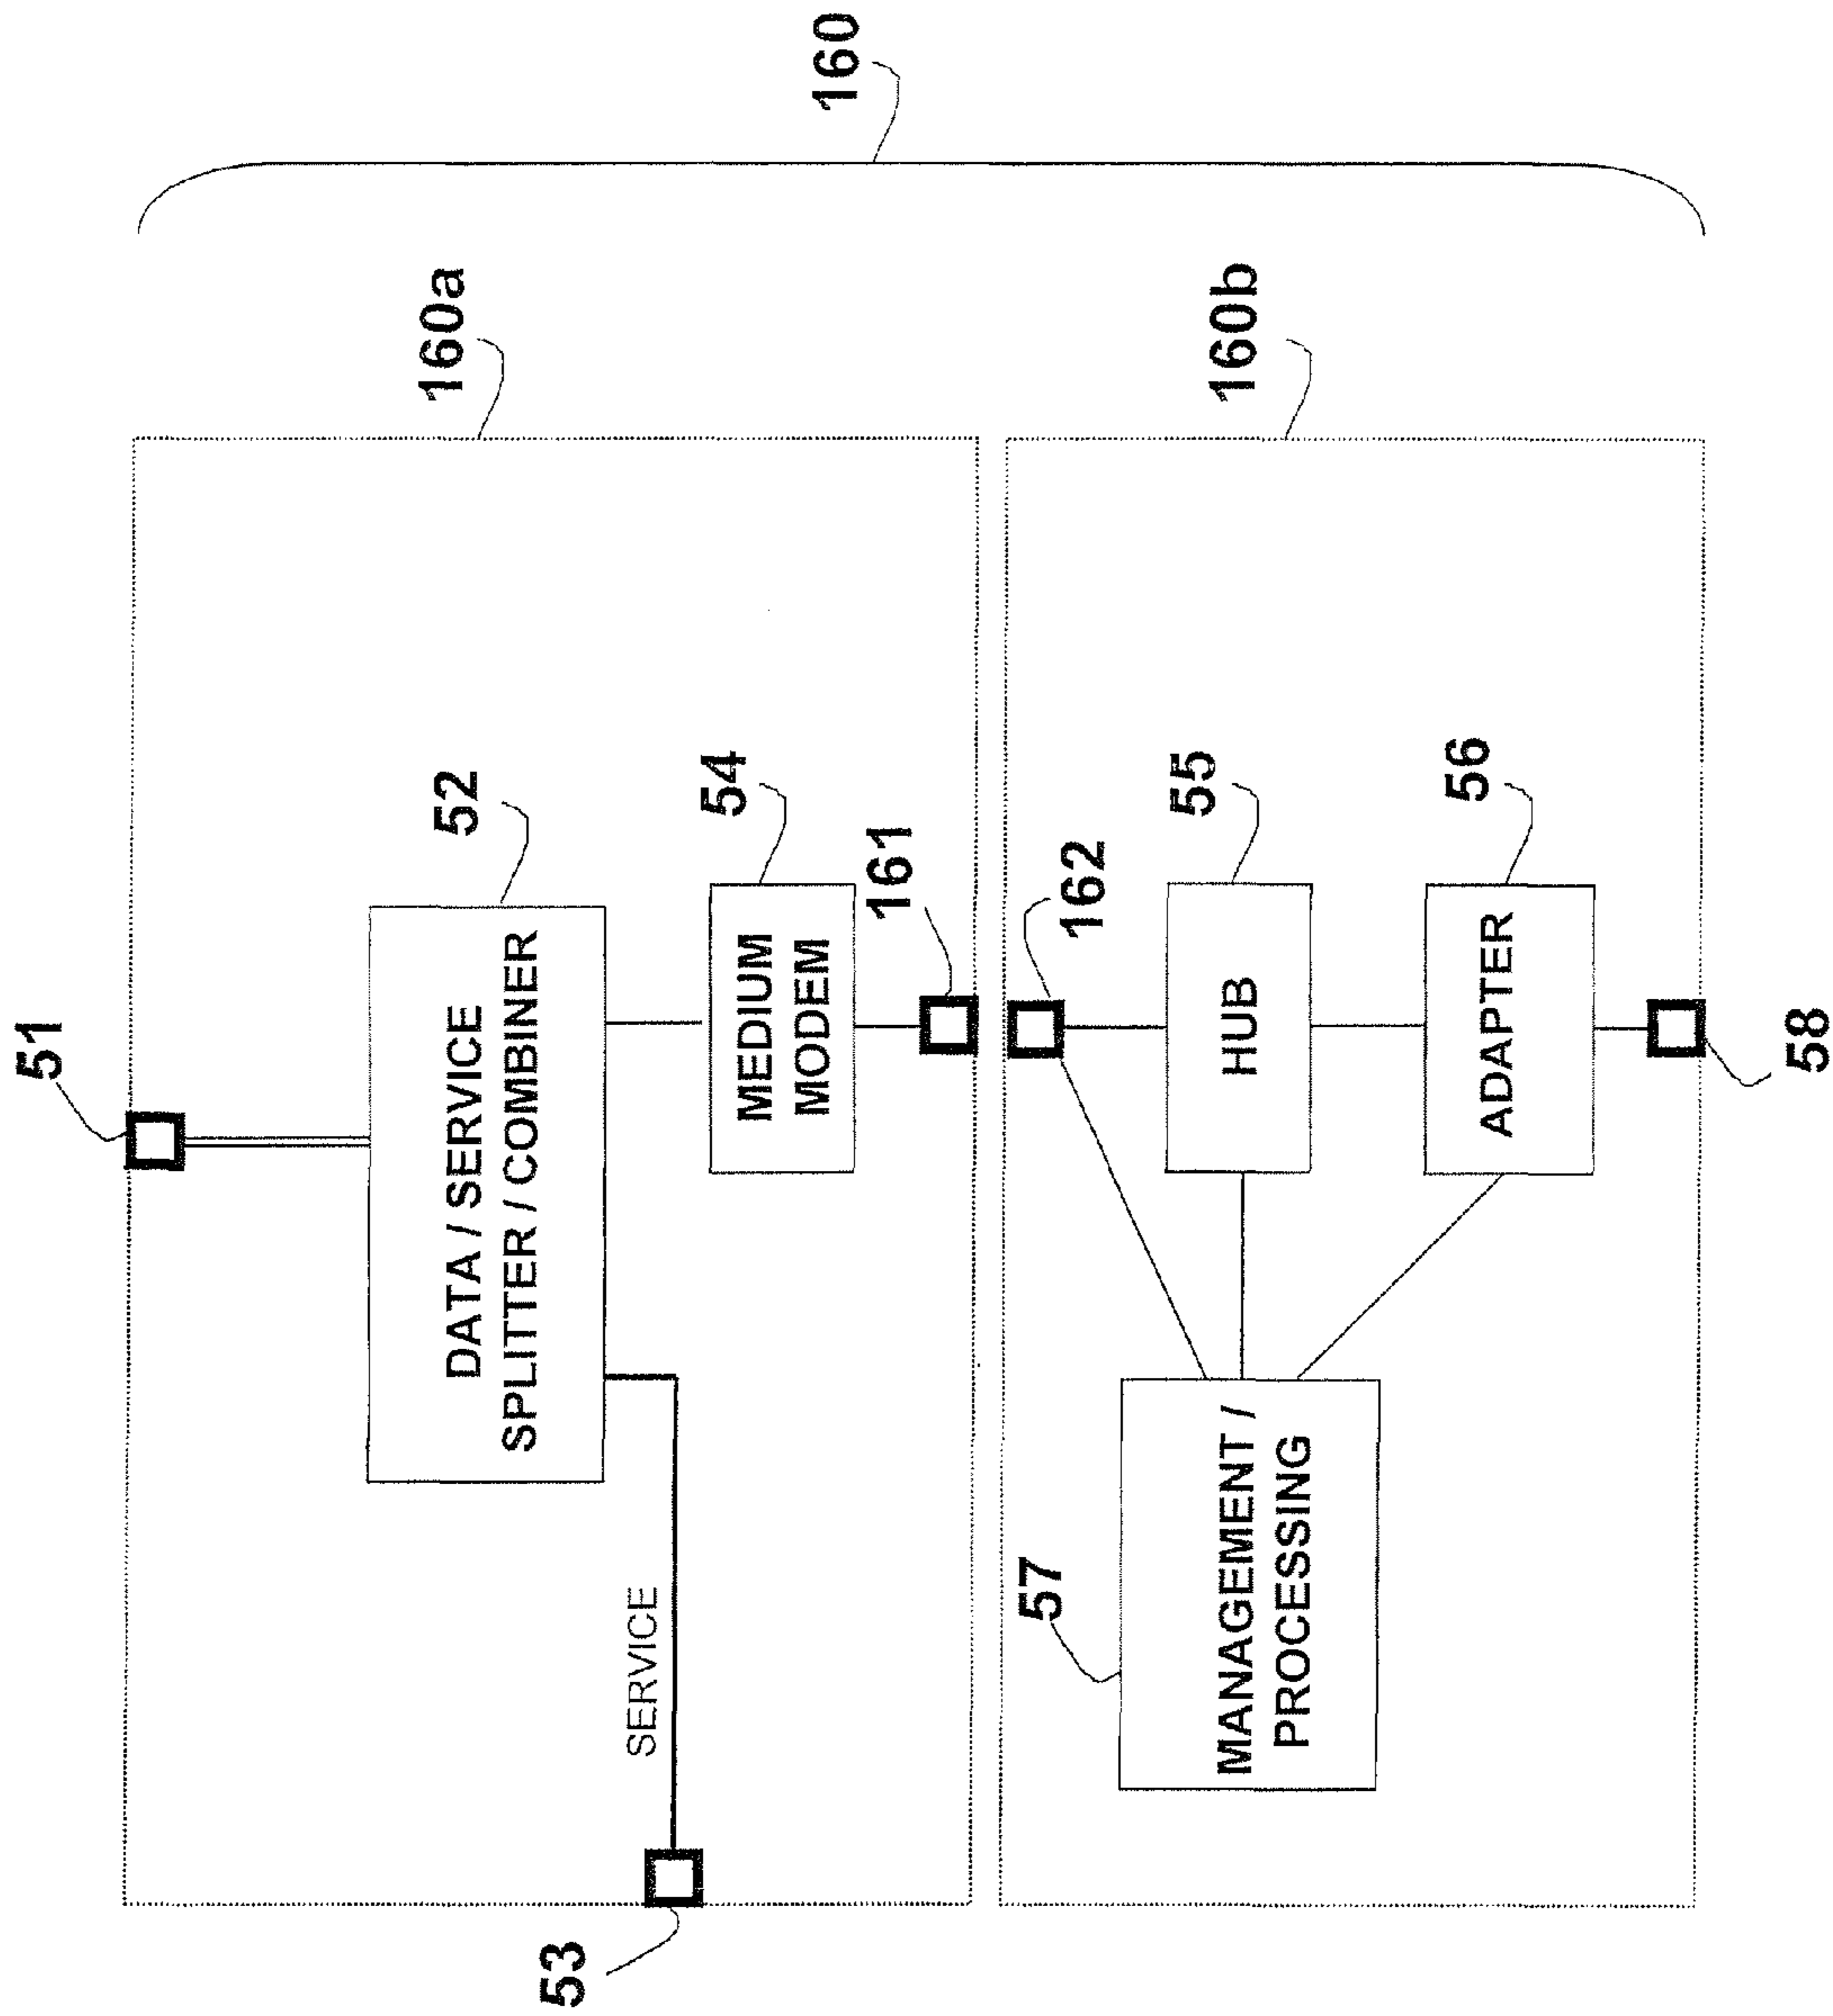 160
160a
160b
51
52
DATA / SERVICE
SPLITTER / COMBINER
54
MEDIUM
MODEM
161
SERVICE
53
162
55
HUB
56
ADAPTER
57
MANAGEMENT /
PROCESSING
58